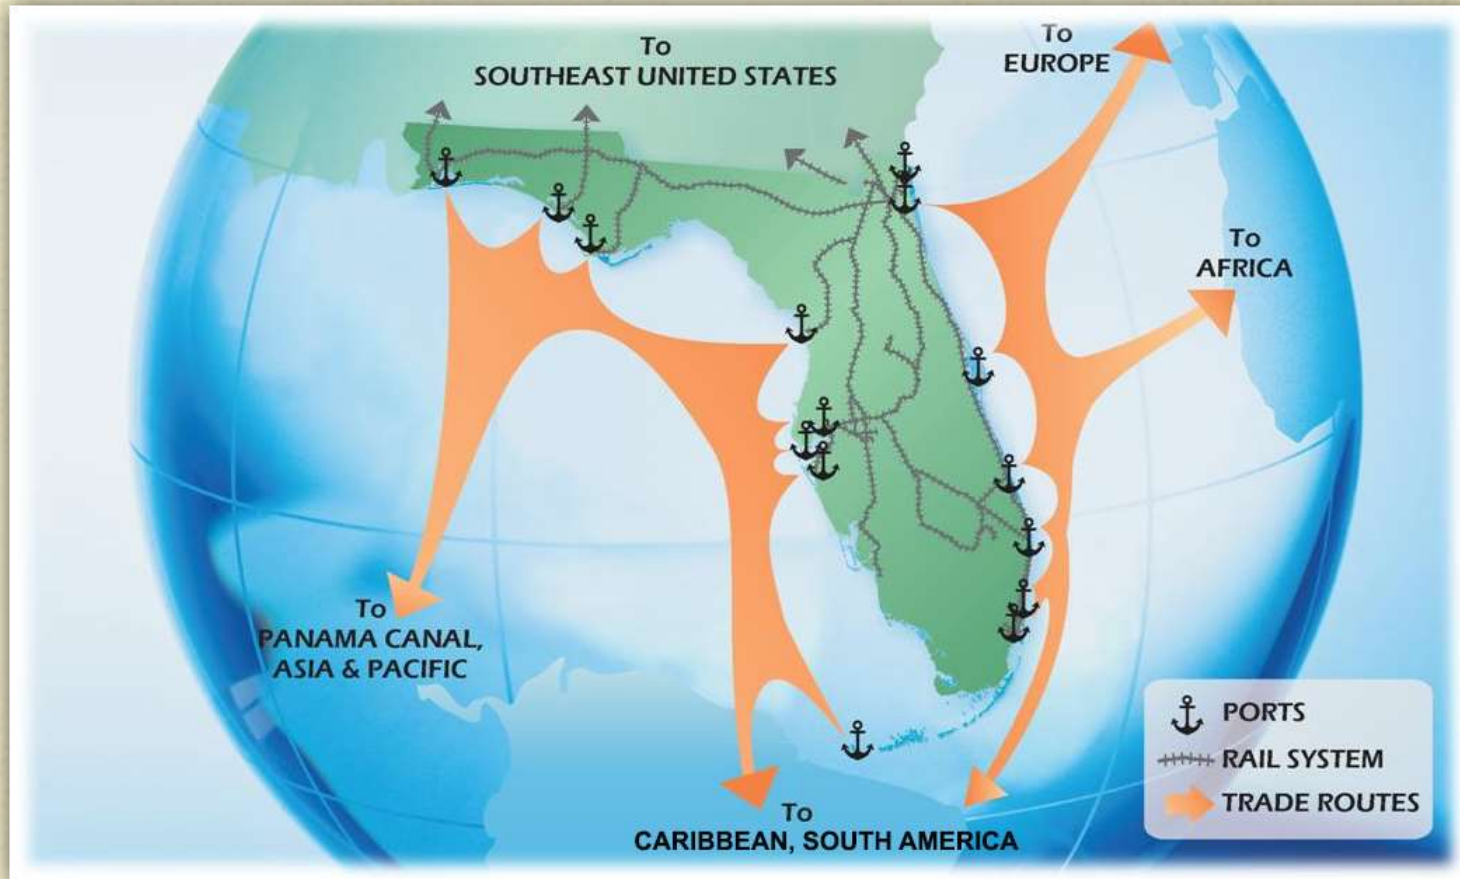 To
SOUTHEAST UNITED STATES
To
EUROPE
To
AFRICA
To
PANAMA CANAL,
ASIA & PACIFIC
To
CARIBBEAN, SOUTH AMERICA
PORTS
RAIL SYSTEM
TRADE ROUTES